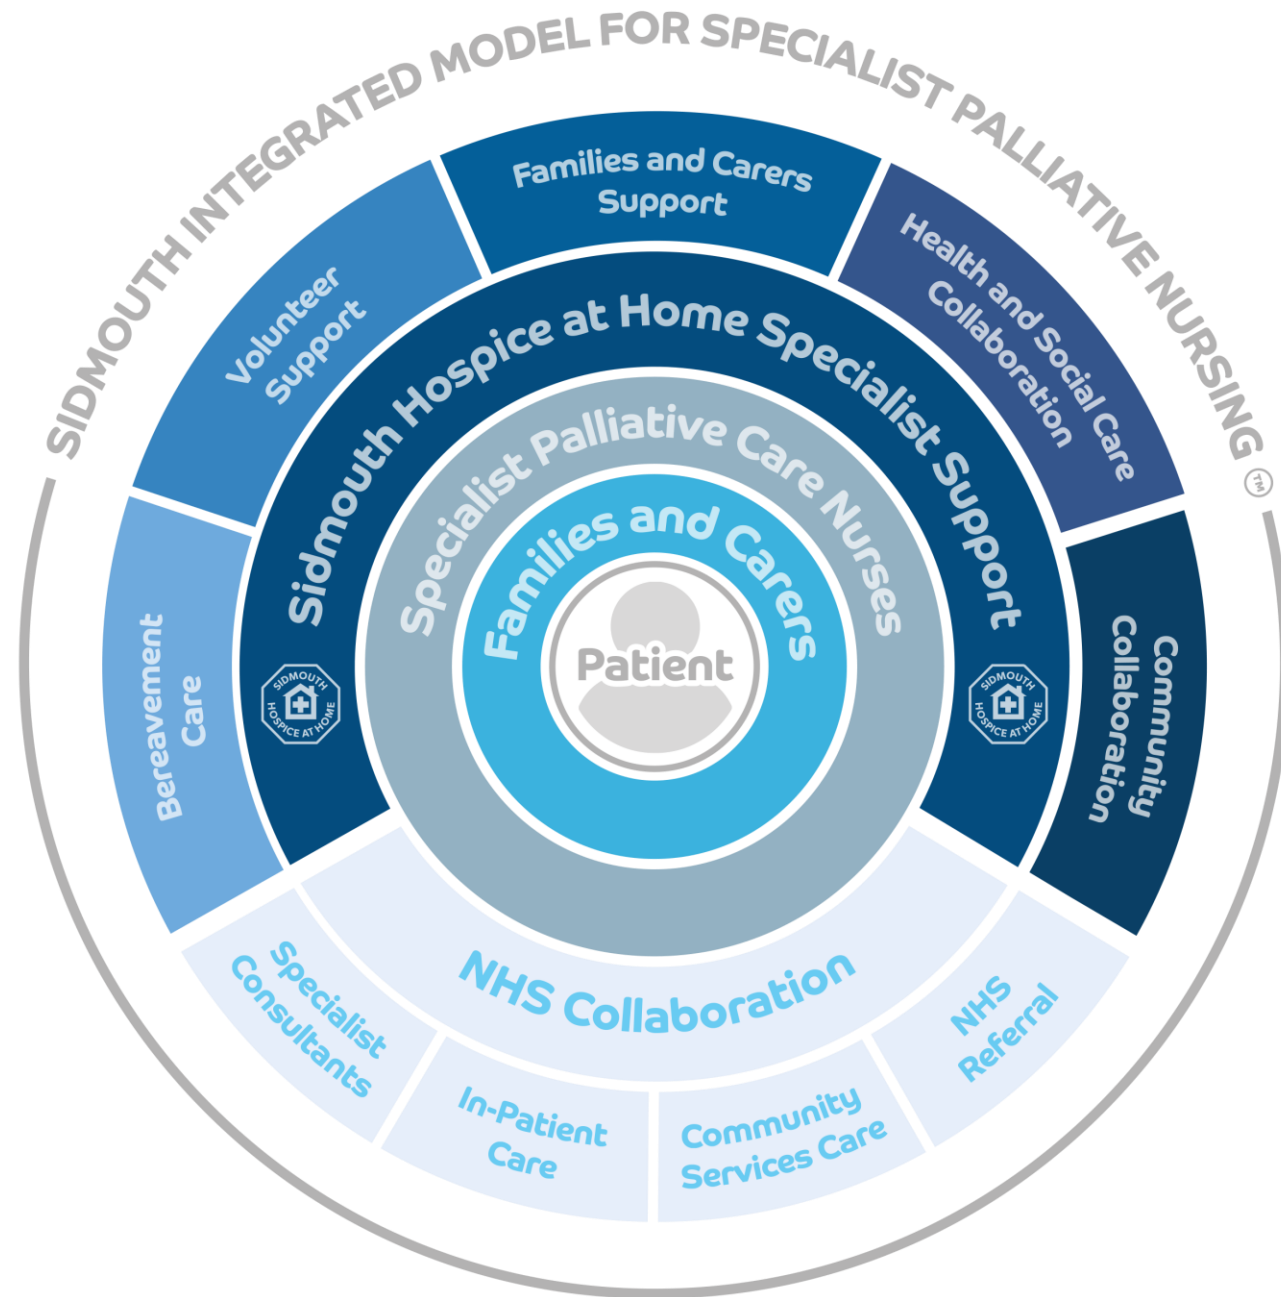 SIDMOUTH INTEGRATED MODEL FOR SPECIALIST PALLIATIVE NURSING ™
Families and Carers
Support
Health and Social Care
Collaboration
Community
Collaboration
Volunteer
Support
Bereavement
Care
Sidmouth Hospice at Home Specialist Support
SIDMOUTH
HOSPICE AT HOME
SIDMOUTH
HOSPICE AT HOME
Specialist Palliative Care Nurses
Families and Carers
Patient
NHS Collaboration
Specialist
Consultants
In-Patient
Care
Community
Services Care
NHS
Referral